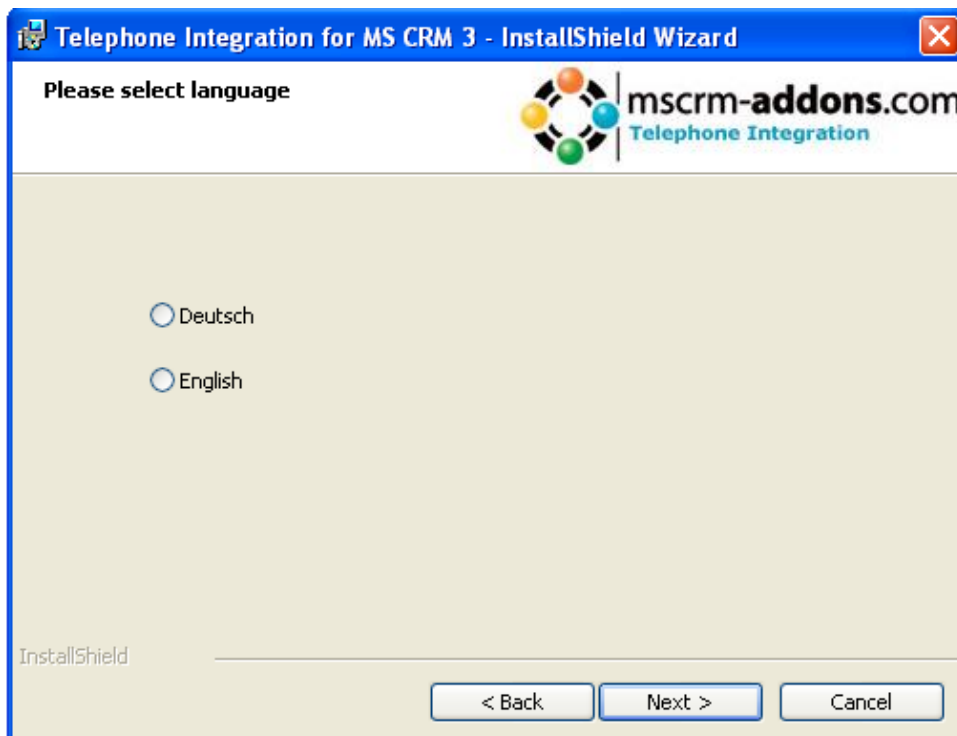 Telephone Integration for MS CRM 3 - InstallShield Wizard
Please select language
mscrm-addons.com
Telephone Integration
Deutsch
English
InstallShield
< Back Next > Cancel